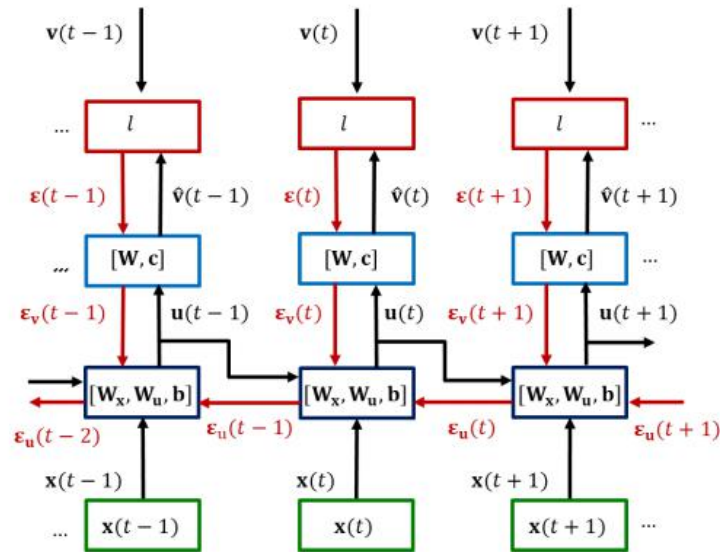 𝐯(t−1) 𝐯(t) 𝐯(t+1)
... l l l ...
𝛆(t−1) 𝐯̂(t−1) 𝛆(t) 𝐯̂(t) 𝛆(t+1) 𝐯̂(t+1)
... [𝐖, 𝐜] [𝐖, 𝐜] [𝐖, 𝐜] ...
𝛆𝐯(t−1) 𝐮(t−1) 𝛆𝐯(t) 𝐮(t) 𝛆𝐯(t+1) 𝐮(t+1)
[𝐖𝐱, 𝐖𝐮, 𝐛] [𝐖𝐱, 𝐖𝐮, 𝐛] [𝐖𝐱, 𝐖𝐮, 𝐛]
𝛆𝐮(t−2) 𝛆u(t−1) 𝛆𝐮(t) 𝛆𝐮(t+1)
𝐱(t−1) 𝐱(t) 𝐱(t+1)
... 𝐱(t−1) 𝐱(t) 𝐱(t+1) ...